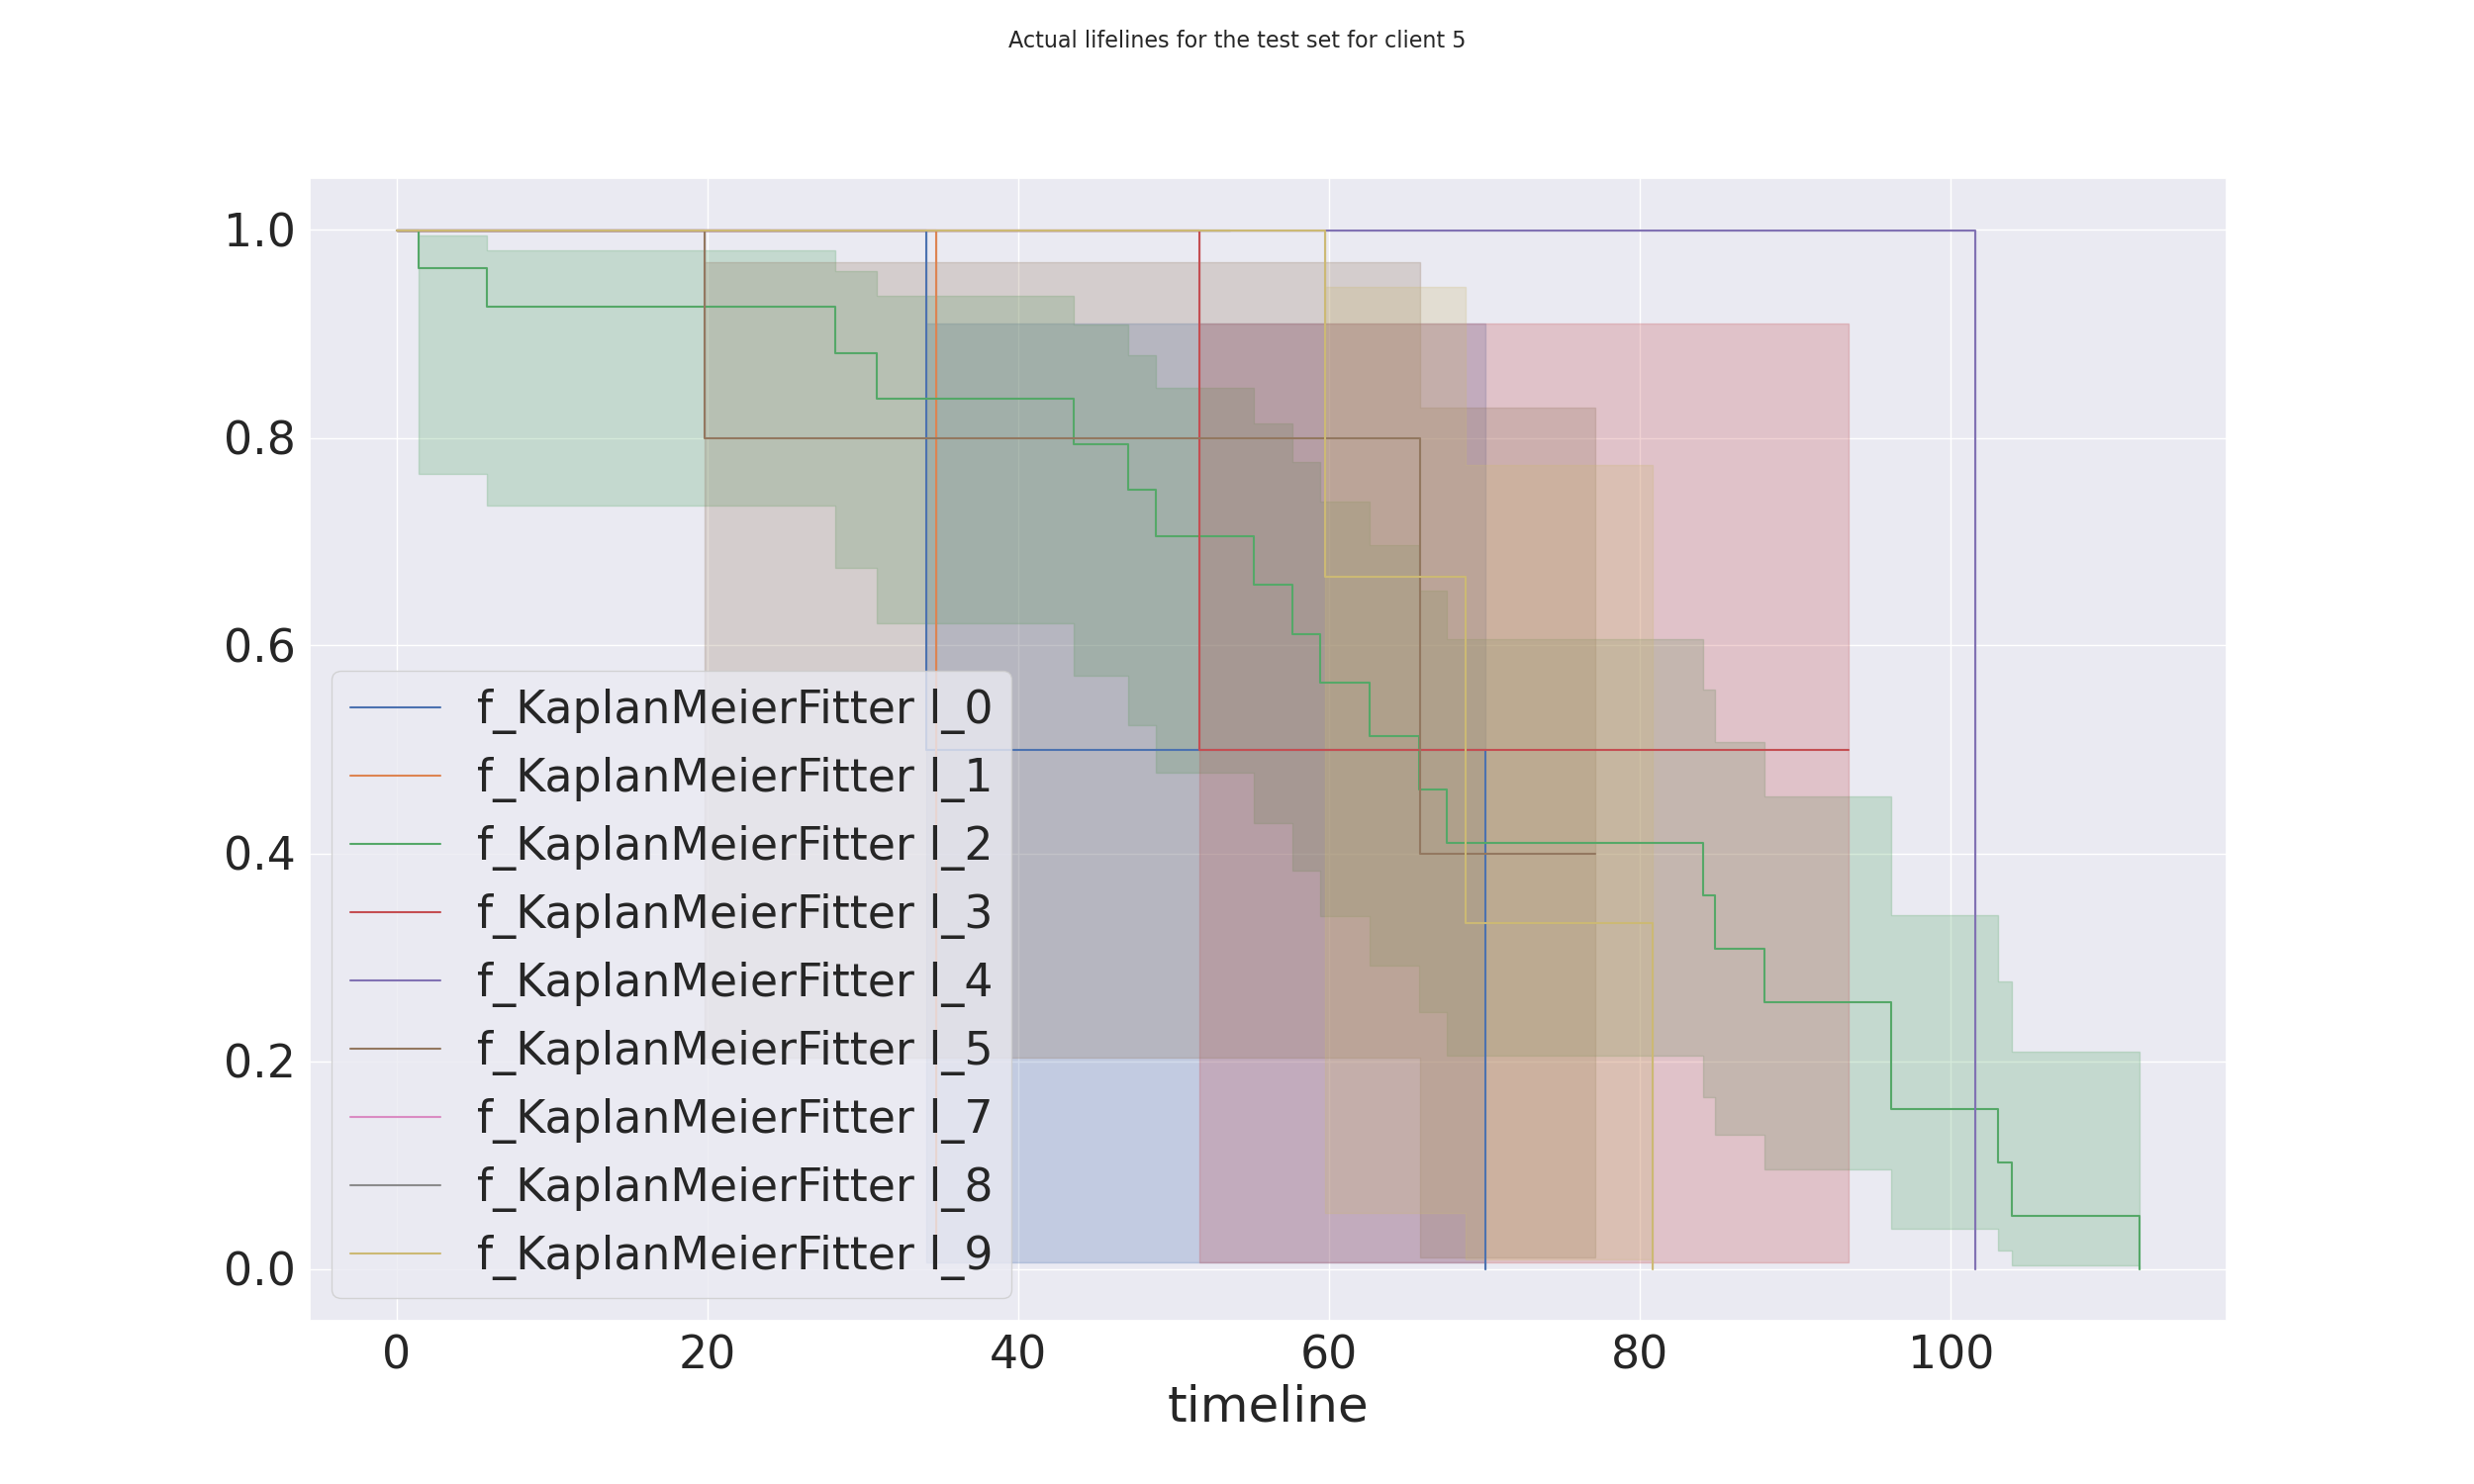 Actual lifelines for the test set for client 5
1.0
0.8
0.6
0.4
0.2
0.0
f_KaplanMeierFitter l_0
f_KaplanMeierFitter l_1
f_KaplanMeierFitter l_2
f_KaplanMeierFitter l_3
f_KaplanMeierFitter l_4
f_KaplanMeierFitter l_5
f_KaplanMeierFitter l_7
f_KaplanMeierFitter l_8
f_KaplanMeierFitter l_9
0 20 40 60 80 100
timeline